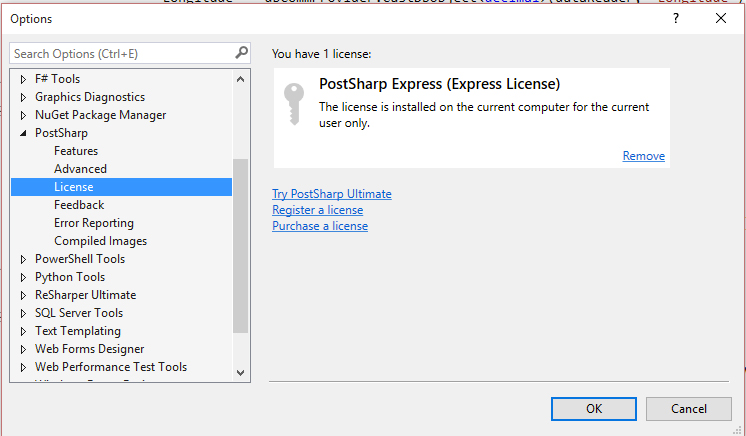 Options
Search Options (Ctrl+E)
F# Tools
Graphics Diagnostics
NuGet Package Manager
PostSharp
Features
Advanced
License
Feedback
Error Reporting
Compiled Images
PowerShell Tools
Python Tools
ReSharper Ultimate
SQL Server Tools
Text Templating
Web Forms Designer
Web Performance Test Tools
You have 1 license:
PostSharp Express (Express License)
The license is installed on the current computer for the current
user only.
Remove
Try PostSharp Ultimate
Register a license
Purchase a license
OK
Cancel